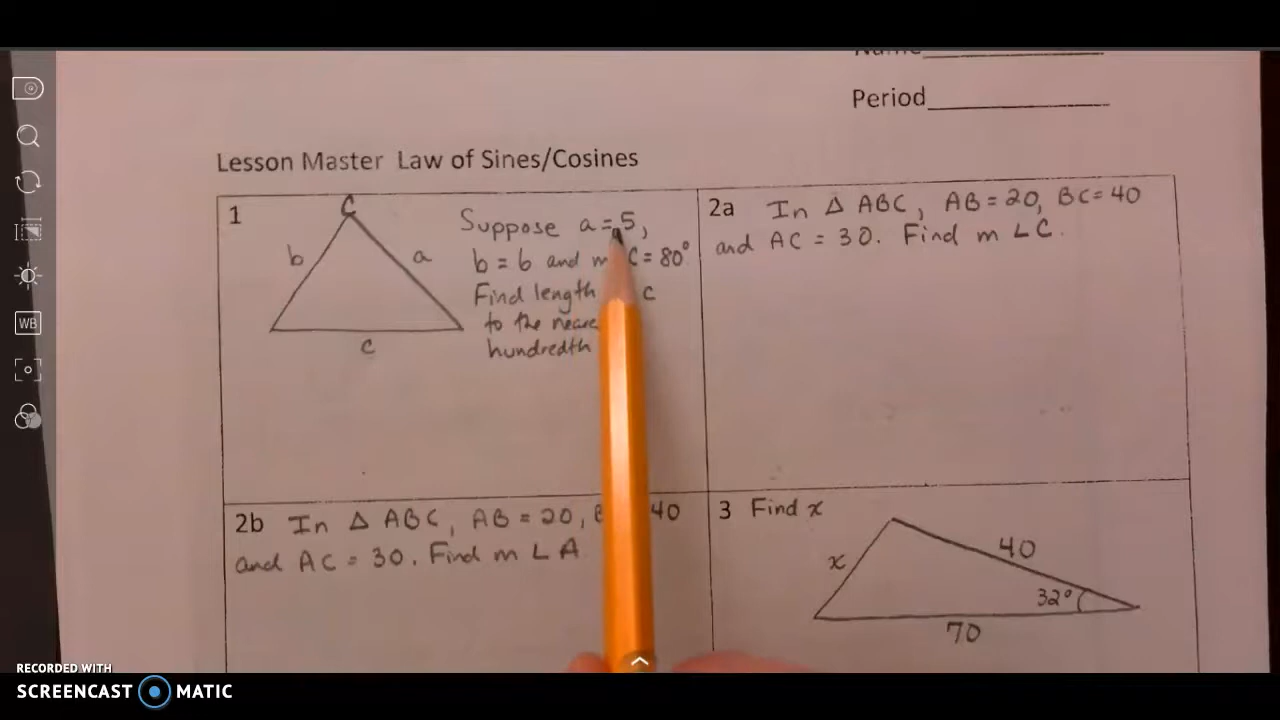 Period
Lesson Master Law of Sines/Cosines
1
C
b
a
c
Suppose a = 5,
b = 6 and m C = 80°
Find length c
to the
hundredth
2a In △ ABC, AB = 20, BC = 40
and AC = 30. Find m ∠ C.
2b In △ ABC, AB = 20, 40
and AC = 30. Find m ∠ A
3 Find x
x
40
32°
70
WB
RECORDED WITH
SCREENCAST MATIC